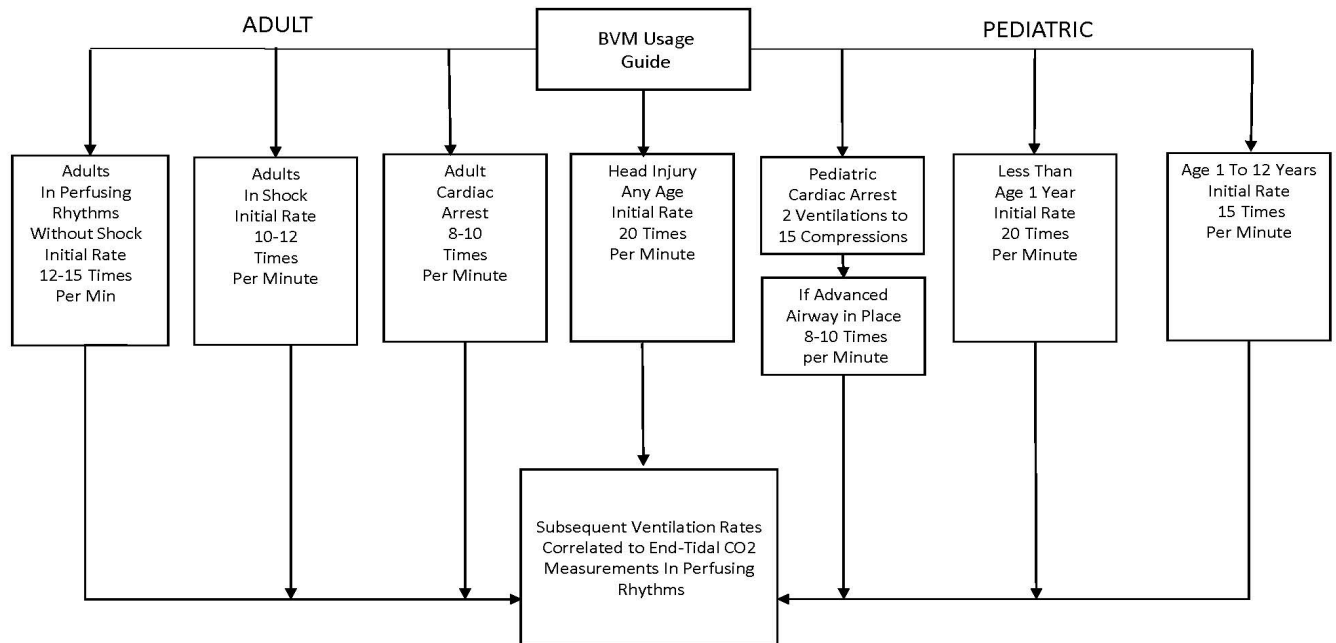 ADULT
BVM Usage
Guide
PEDIATRIC
Adults
In Perfusing
Rhythms
Without Shock
Initial Rate
12-15 Times
Per Min
Adults
In Shock
Initial Rate
10-12
Times
Per Minute
Adult
Cardiac
Arrest
8-10
Times
Per Minute
Head Injury
Any Age
Initial Rate
20 Times
Per Minute
Pediatric
Cardiac Arrest
2 Ventilations to
15 Compressions
If Advanced
Airway in Place
8-10 Times
per Minute
Less Than
Age 1 Year
Initial Rate
20 Times
Per Minute
Age 1 To 12 Years
Initial Rate
15 Times
Per Minute
Subsequent Ventilation Rates
Correlated to End-Tidal CO2
Measurements In Perfusing
Rhythms